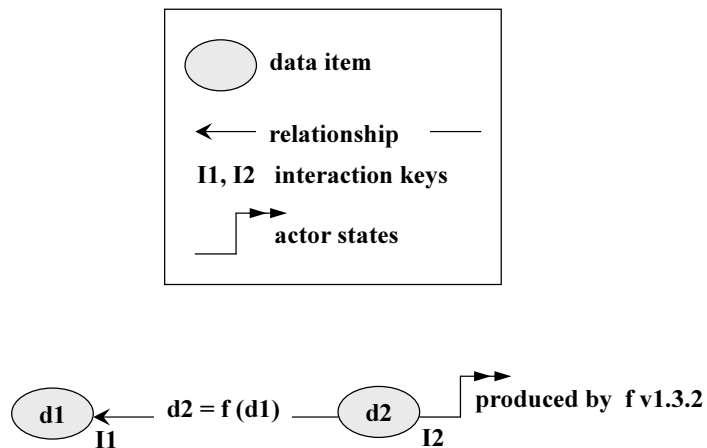 data item
relationship
I1, I2 interaction keys
actor states
d1
I1
d2 = f (d1)
d2
I2
produced by f v1.3.2